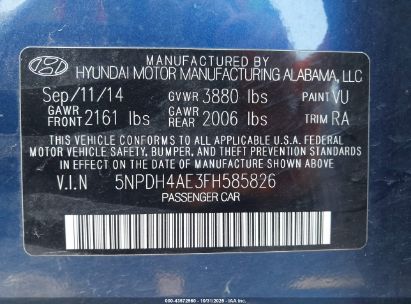 MANUFACTURED BY
HYUNDAI MOTOR MANUFACTURING ALABAMA, LLC
Sep/11/14 GVWR 3880 lbs PAINT VU
GAWR FRONT 2161 lbs GAWR REAR 2006 lbs TRIM RA
THIS VEHICLE CONFORMS TO ALL APPLICABLE U.S.A. FEDERAL
MOTOR VEHICLE SAFETY, BUMPER, AND THEFT PREVENTION
STANDARDS IN EFFECT ON THE DATE OF MANUFACTURE SHOWN ABOVE.
V.I.N 5NPDH4AE3FH585826
PASSENGER CAR